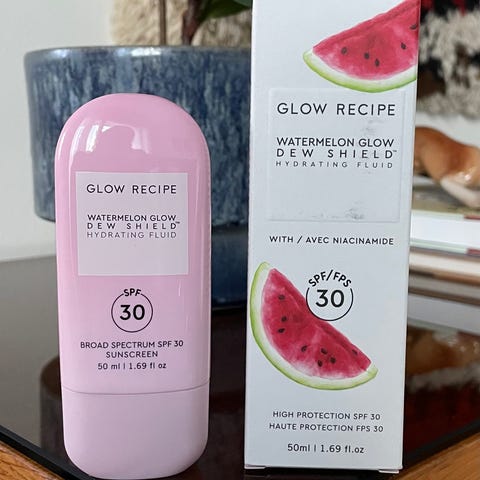 GLOW RECIPE
WATERMELON GLOW
DEW SHIELD™
HYDRATING FLUID
SPF
30
BROAD SPECTRUM SPF 30
SUNSCREEN
50 ml | 1.69 fl oz
GLOW RECIPE
WATERMELON GLOW
DEW SHIELD™
HYDRATING FLUID
WITH / AVEC NIACINAMIDE
SPF/FPS
30
HIGH PROTECTION SPF 30
HAUTE PROTECTION FPS 30
50ml | 1.69 fl.oz